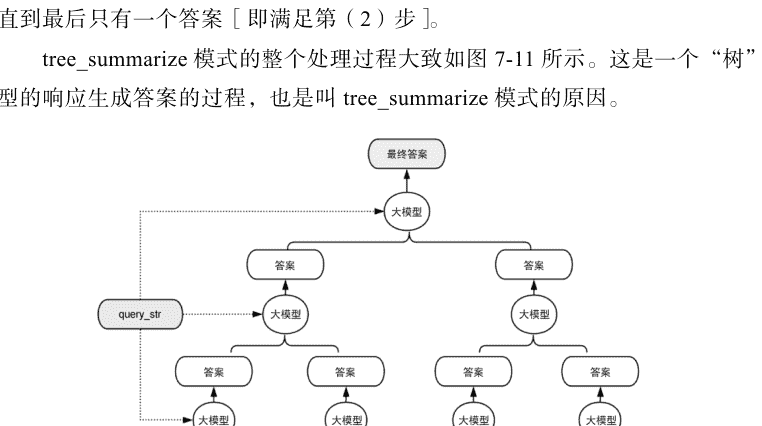 直到最后只有一个答案［即满足第（2）步］。
tree_summarize 模式的整个处理过程大致如图 7-11 所示。这是一个“树”
型的响应生成答案的过程，也是叫 tree_summarize 模式的原因。
最终答案
大模型
答案
答案
query_str
大模型
大模型
答案
答案
答案
答案
大模型
大模型
大模型
大模型